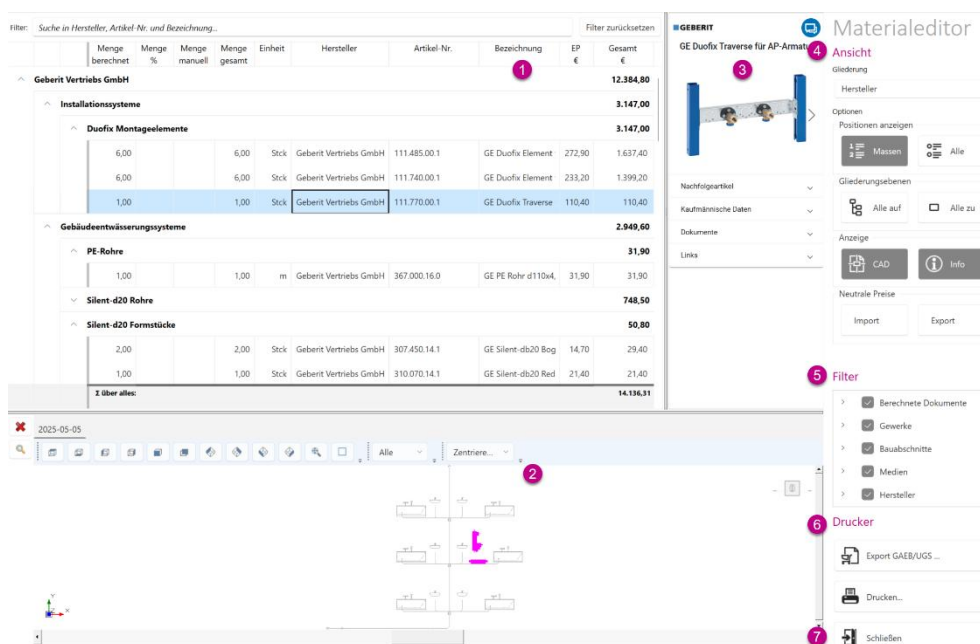 Filter: Suche in Hersteller, Artikel-Nr. und Bezeichnung... Filter zurücksetzen
Menge berechnet Menge % Menge manuell Menge gesamt Einheit Hersteller Artikel-Nr. Bezeichnung EP € Gesamt €
1
Geberit Vertriebs GmbH 12.384,80
Installationssysteme 3.147,00
Duofix Montageelemente 3.147,00
6,00 6,00 Stck Geberit Vertriebs GmbH 111.485.00.1 GE Duofix Element 272,90 1.637,40
6,00 6,00 Stck Geberit Vertriebs GmbH 111.740.00.1 GE Duofix Element 233,20 1.399,20
1,00 1,00 Stck Geberit Vertriebs GmbH 111.770.00.1 GE Duofix Traverse 110,40 110,40
Gebäudeentwässerungssysteme 2.949,60
PE-Rohre 31,90
1,00 1,00 m Geberit Vertriebs GmbH 367.000.16.0 GE PE Rohr d110x4, 31,90 31,90
Silent-d20 Rohre 748,50
Silent-d20 Formstücke 50,80
2,00 2,00 Stck Geberit Vertriebs GmbH 307.450.14.1 GE Silent-db20 Bog 14,70 29,40
1,00 1,00 Stck Geberit Vertriebs GmbH 310.070.14.1 GE Silent-db20 Red 21,40 21,40
Σ über alles: 14.136,31
GEBERIT
GE Duofix Traverse für AP-Armatu
3
Nachfolgeartikel
Kaufmännische Daten
Dokumente
Links
2025-05-05
Alle Zentriere...
2
Z X
Materialeditor
4 Ansicht
Gliederung
Hersteller
Optionen
Positionen anzeigen
Massen Alle
Gliederungsebenen
Alle auf Alle zu
Anzeige
CAD Info
Neutrale Preise
Import Export
5 Filter
Berechnete Dokumente
Gewerke
Bauabschnitte
Medien
Hersteller
6 Drucker
Export GAEB/UGS ...
Drucken...
7 Schließen